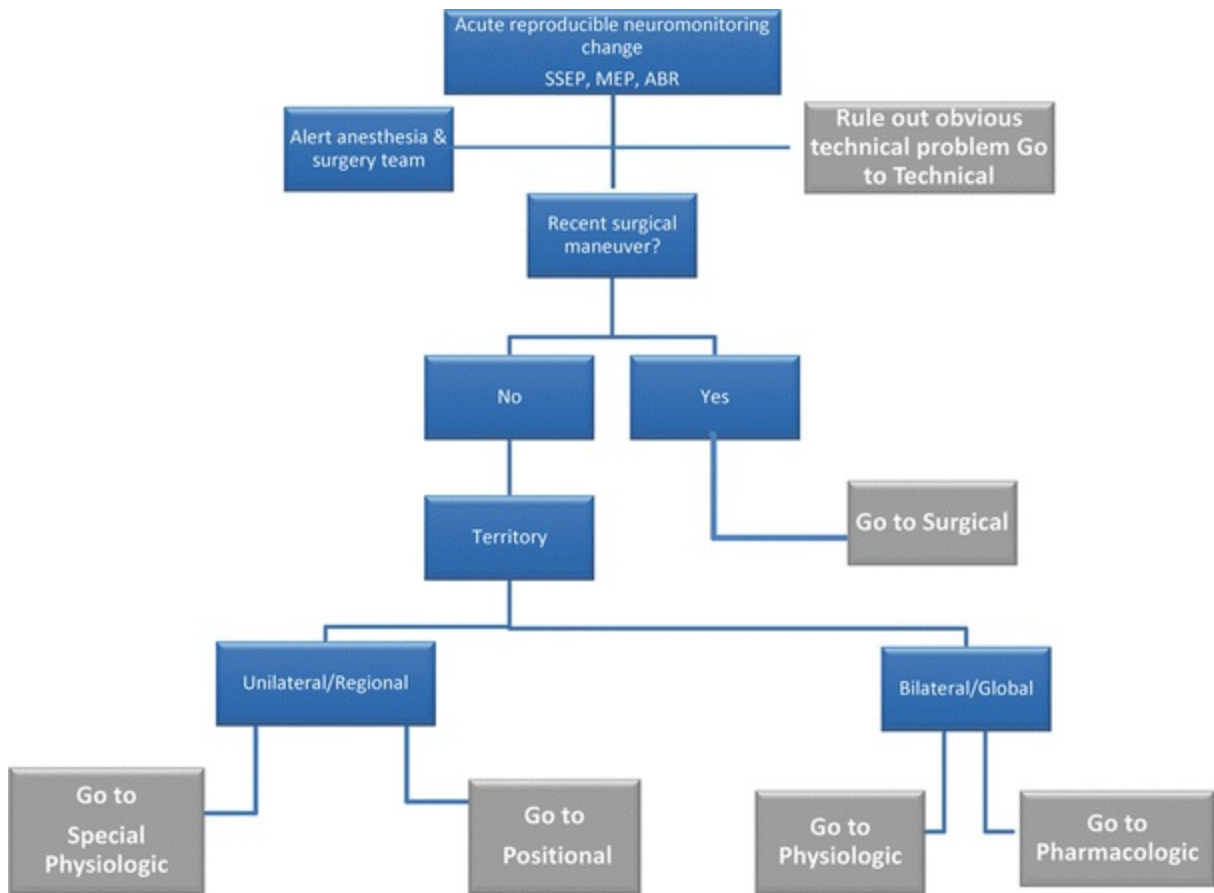 Acute reproducible neuromonitoring
change
SSEP, MEP, ABR
Alert anesthesia &
surgery team
Rule out obvious
technical problem Go
to Technical
Recent surgical
maneuver?
No
Yes
Go to Surgical
Territory
Unilateral/Regional
Bilateral/Global
Go to
Special
Physiologic
Go to
Positional
Go to
Physiologic
Go to
Pharmacologic